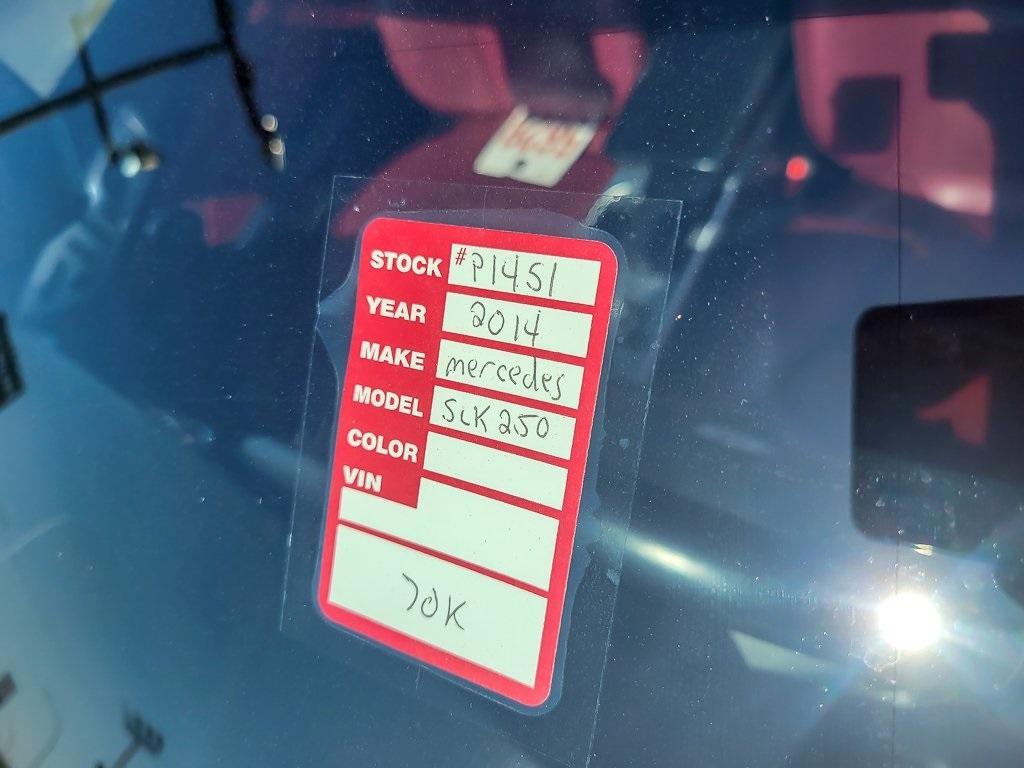 STOCK #P1451
YEAR 2014
MAKE mercedes
MODEL SLK 250
COLOR
VIN
70K